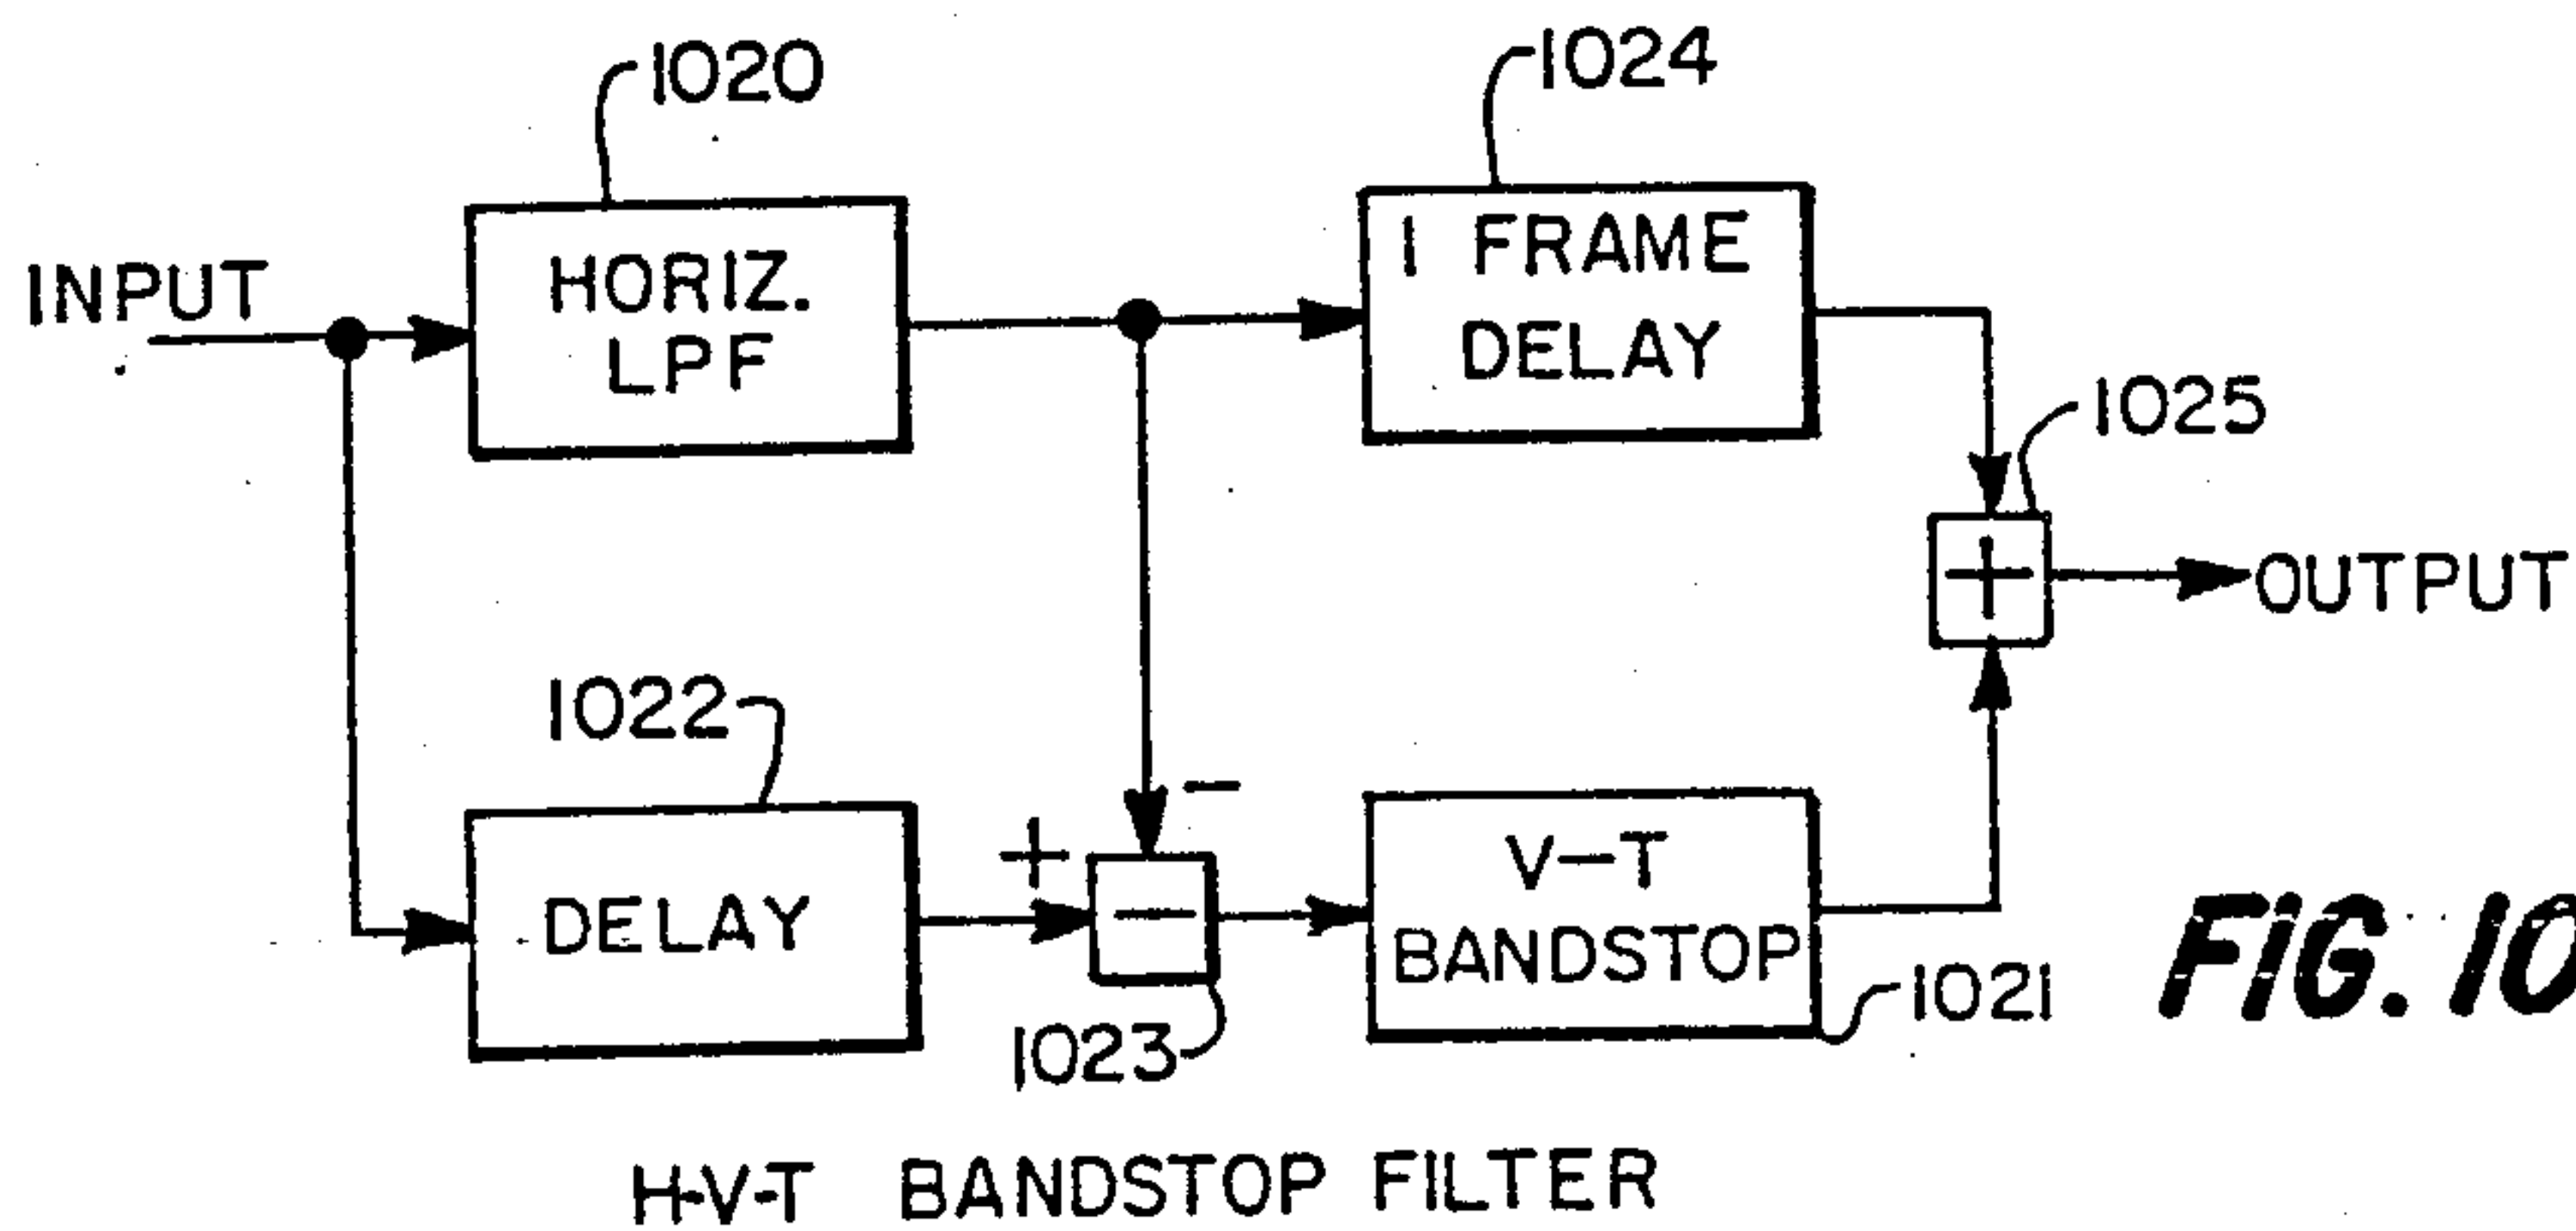 1020
1024
INPUT
HORIZ.
LPF
1 FRAME
DELAY
1025
+
OUTPUT
1022
-
+
DELAY
-
V-T
BANDSTOP
1023
1021
FIG. 10
H-V-T BANDSTOP FILTER